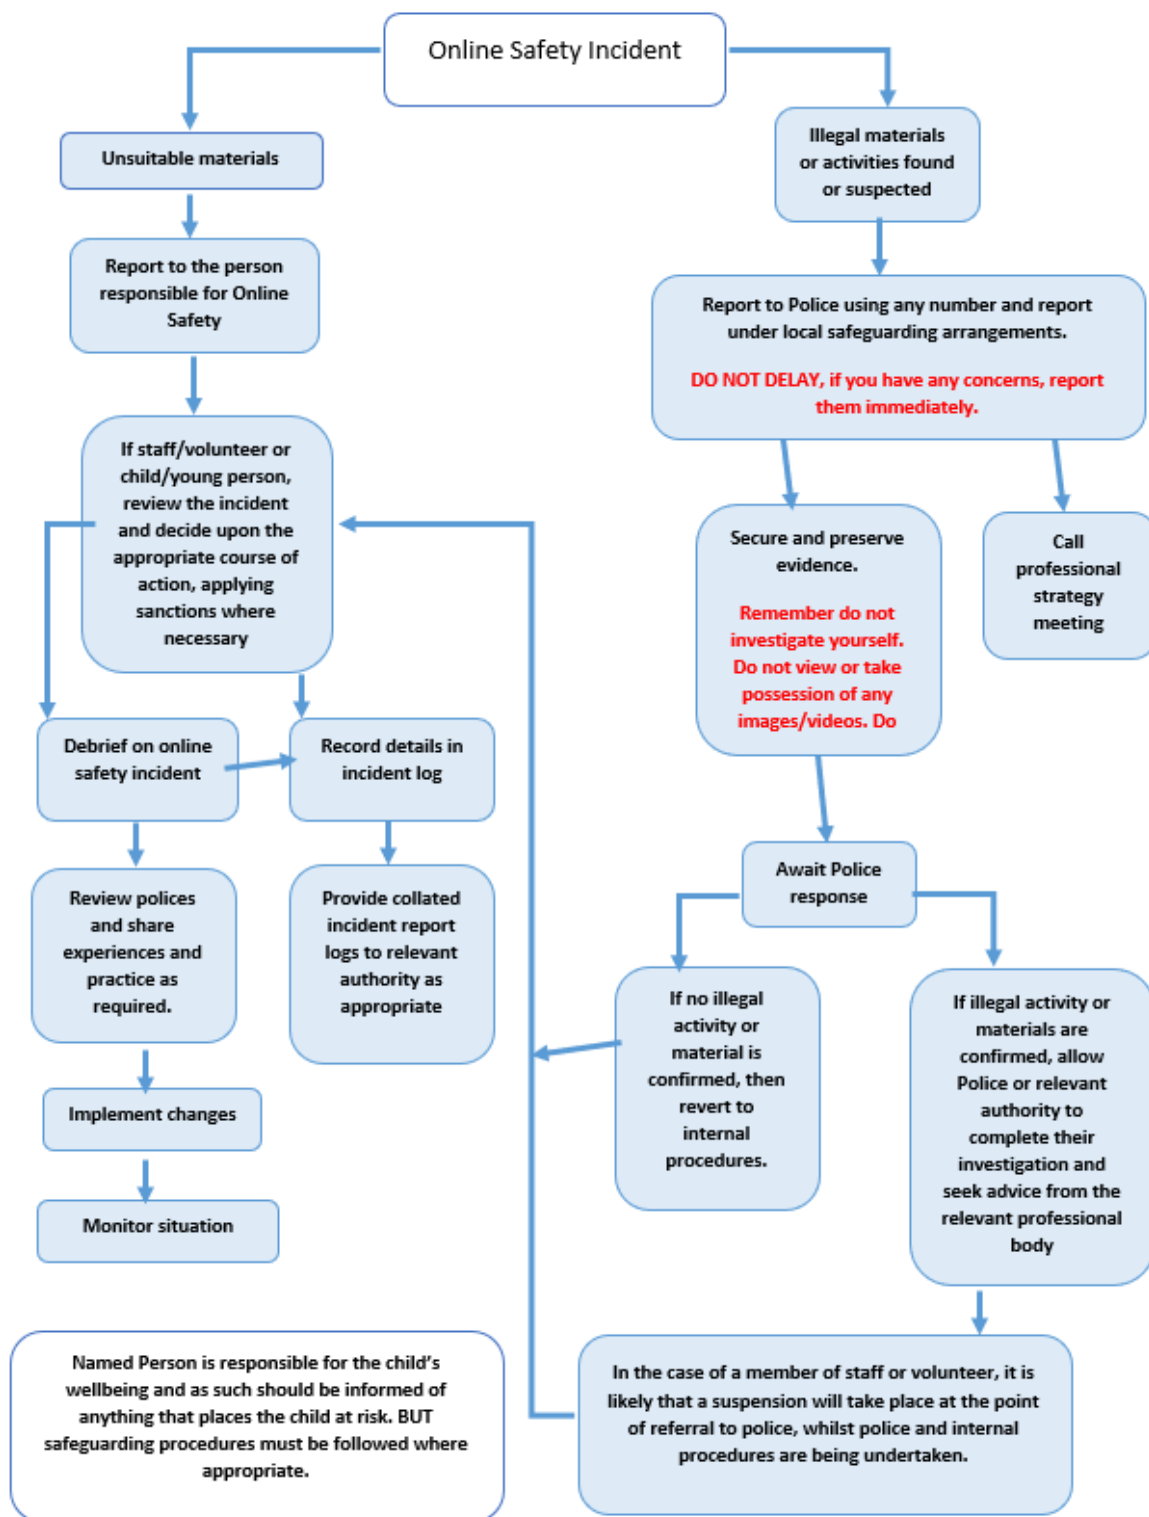 Online Safety Incident
Unsuitable materials
Report to the person
responsible for Online
Safety
If staff/volunteer or
child/young person,
review the incident
and decide upon the
appropriate course of
action, applying
sanctions where
necessary
Debrief on online
safety incident
Record details in
incident log
Review polices
and share
experiences and
practice as
required.
Provide collated
incident report
logs to relevant
authority as
appropriate
Implement changes
Monitor situation
Named Person is responsible for the child’s
wellbeing and as such should be informed of
anything that places the child at risk. BUT
safeguarding procedures must be followed where
appropriate.
Illegal materials
or activities found
or suspected
Report to Police using any number and report
under local safeguarding arrangements.
DO NOT DELAY, if you have any concerns, report
them immediately.
Secure and preserve
evidence.
Remember do not
investigate yourself.
Do not view or take
possession of any
images/videos. Do
Call
professional
strategy
meeting
Await Police
response
If no illegal
activity or
material is
confirmed, then
revert to
internal
procedures.
If illegal activity or
materials are
confirmed, allow
Police or relevant
authority to
complete their
investigation and
seek advice from the
relevant professional
body
In the case of a member of staff or volunteer, it is
likely that a suspension will take place at the point
of referral to police, whilst police and internal
procedures are being undertaken.